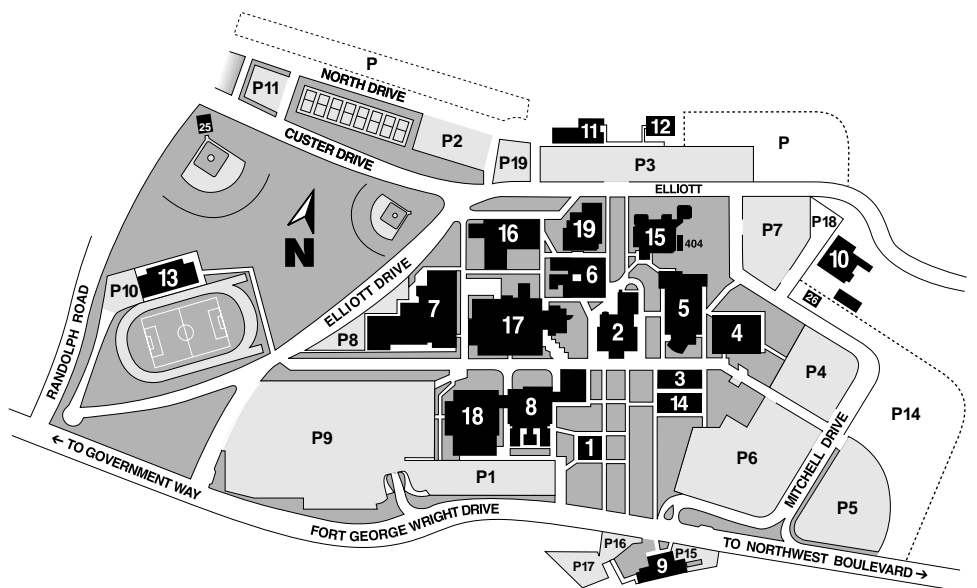 P
NORTH DRIVE
P11
CUSTER DRIVE
25
P2
P19
11
12
P3
P
ELLIOTT
N
16
19
15
404
P7
P18
10
26
13
P10
RANDOLPH ROAD
ELLIOTT DRIVE
P8
7
17
6
2
5
4
P4
3
14
P14
P9
18
8
1
P6
MITCHELL DRIVE
P1
P5
← TO GOVERNMENT WAY
FORT GEORGE WRIGHT DRIVE
P16
P17
9
P15
TO NORTHWEST BOULEVARD →